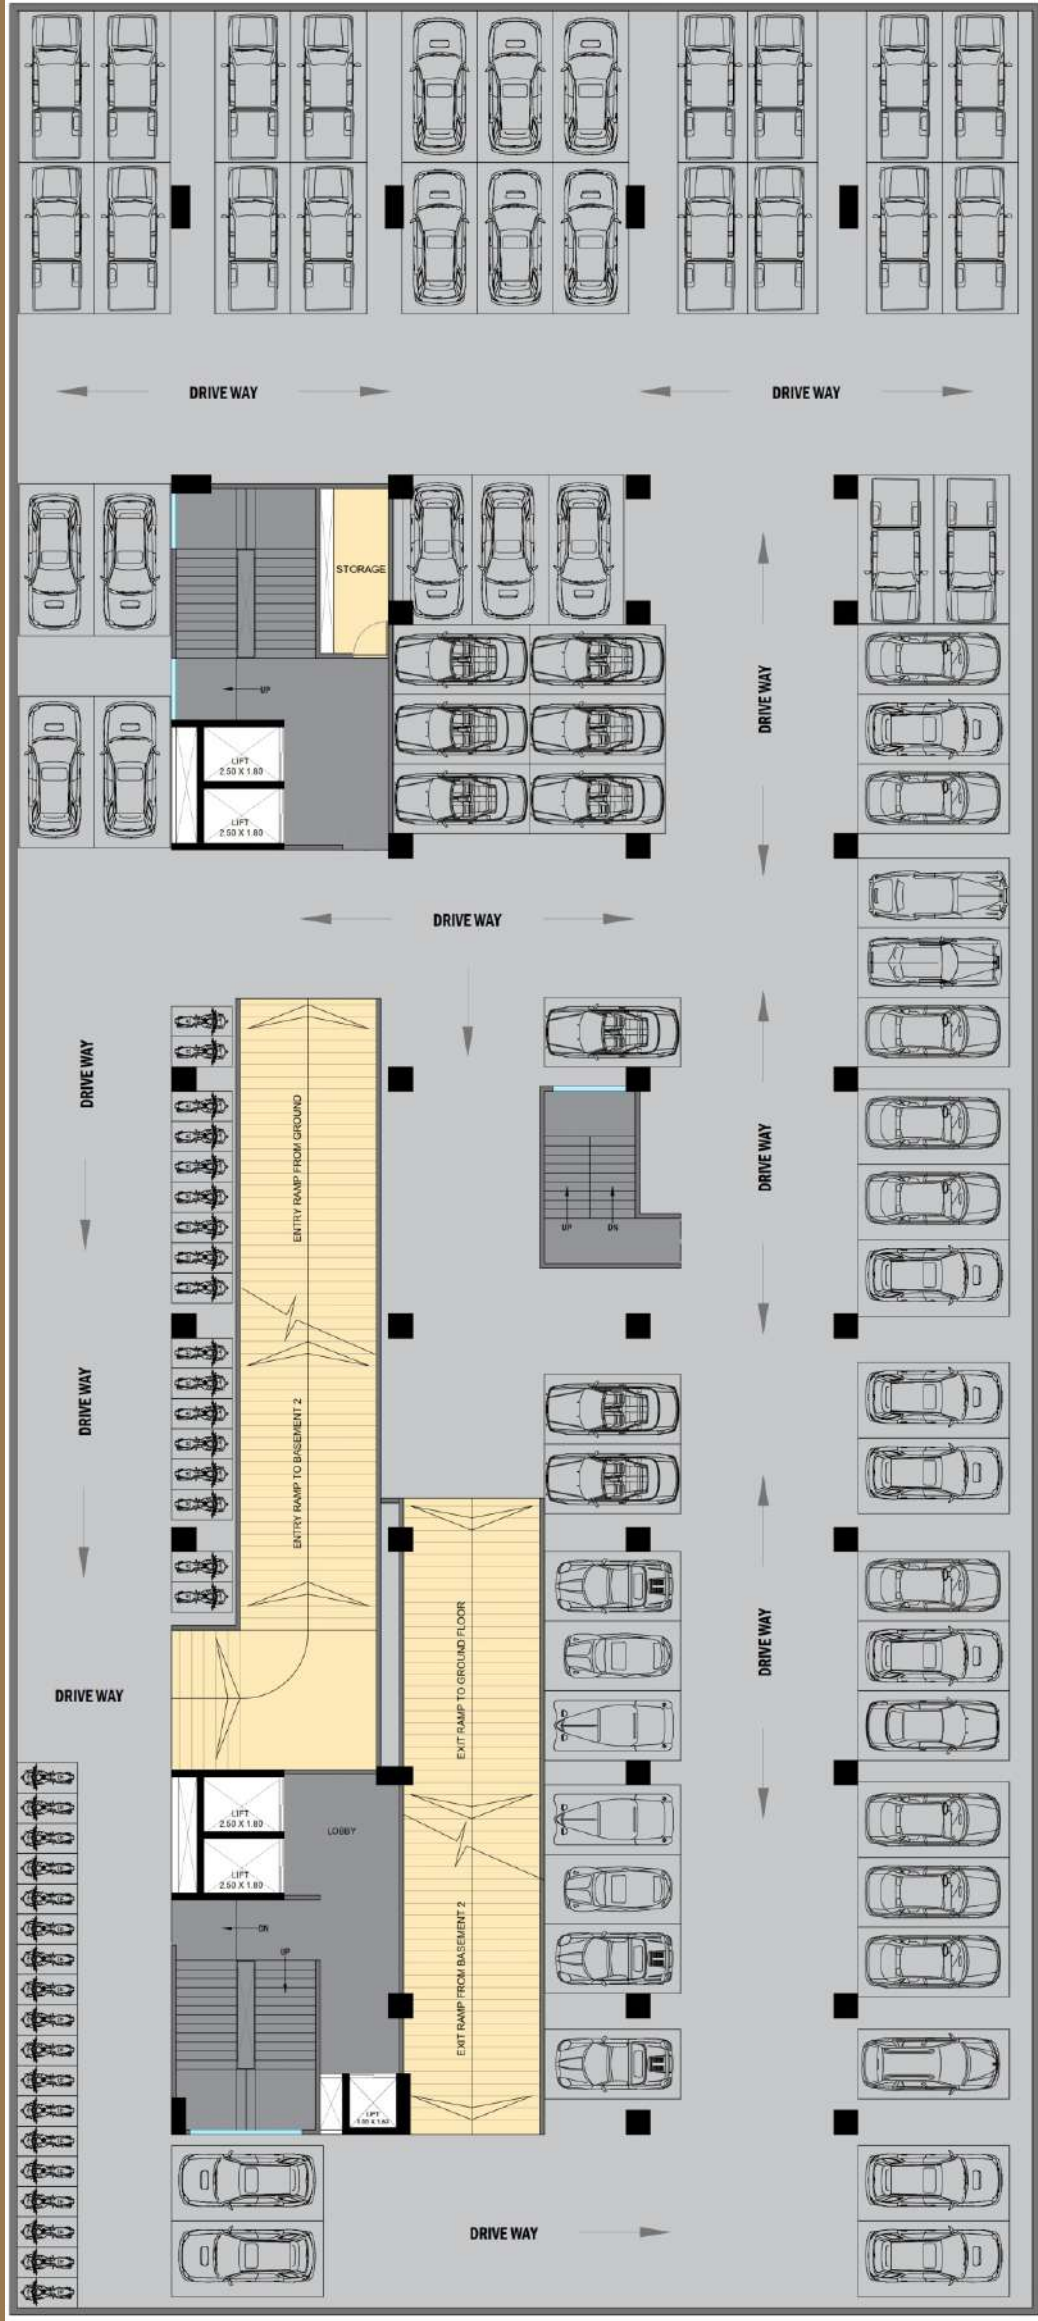 DRIVE WAY
DRIVE WAY
STORAGE
DRIVE WAY
UP
LIFT
2.50 X 1.80
LIFT
2.50 X 1.80
DRIVE WAY
DRIVE WAY
ENTRY RAMP FROM GROUND
DRIVE WAY
UP
DN
DRIVE WAY
ENTRY RAMP TO BASEMENT 2
EXIT RAMP TO GROUND FLOOR
DRIVE WAY
DRIVE WAY
LIFT
2.50 X 1.80
LOBBY
LIFT
2.50 X 1.80
DN
UP
EXIT RAMP FROM BASEMENT 2
LIFT
DRIVE WAY